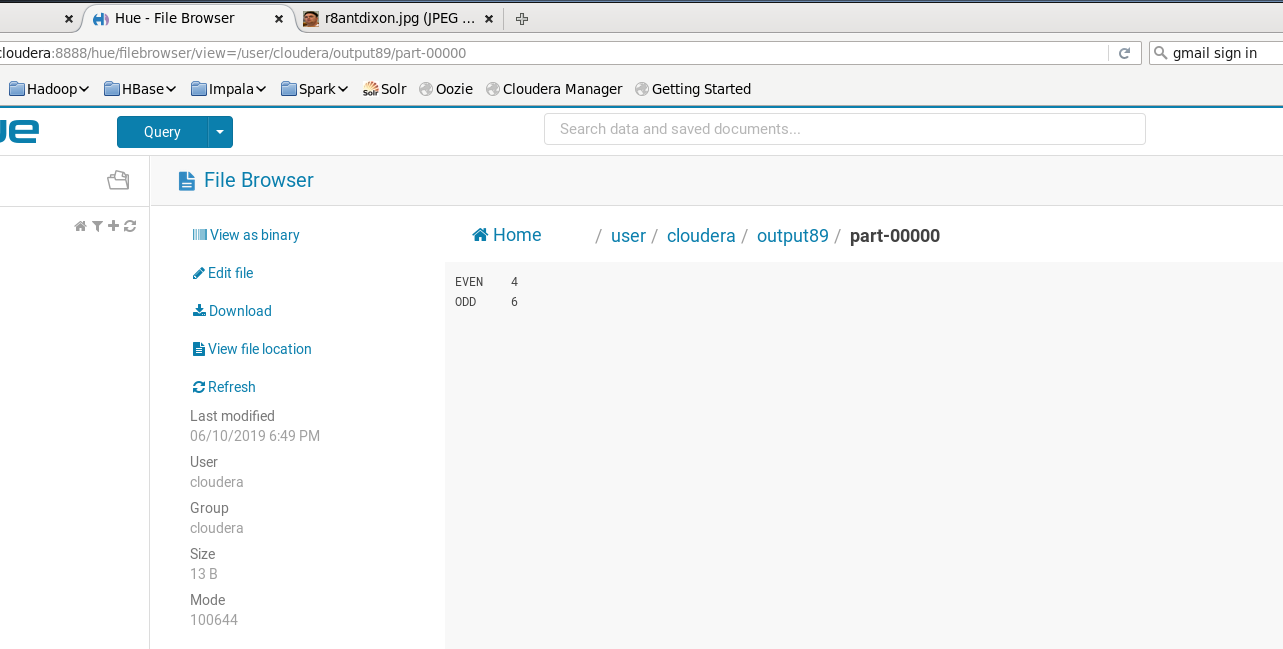 Hue - File Browser
r8antdixon.jpg (JPEG ...
cloudera:8888/hue/filebrowser/view=/user/cloudera/output89/part-00000
gmail sign in
Hadoop
HBase
Impala
Spark
Solr
Oozie
Cloudera Manager
Getting Started
Query
Search data and saved documents...
File Browser
View as binary
Home / user / cloudera / output89 / part-00000
Edit file
EVEN 4
ODD 6
Download
View file location
Refresh
Last modified
06/10/2019 6:49 PM
User
cloudera
Group
cloudera
Size
13 B
Mode
100644